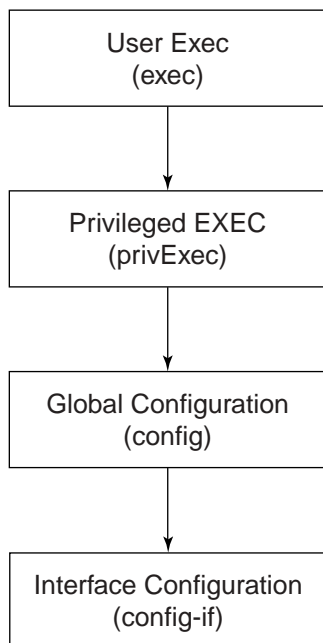 User Exec
(exec)
Privileged EXEC
(privExec)
Global Configuration
(config)
Interface Configuration
(config-if)